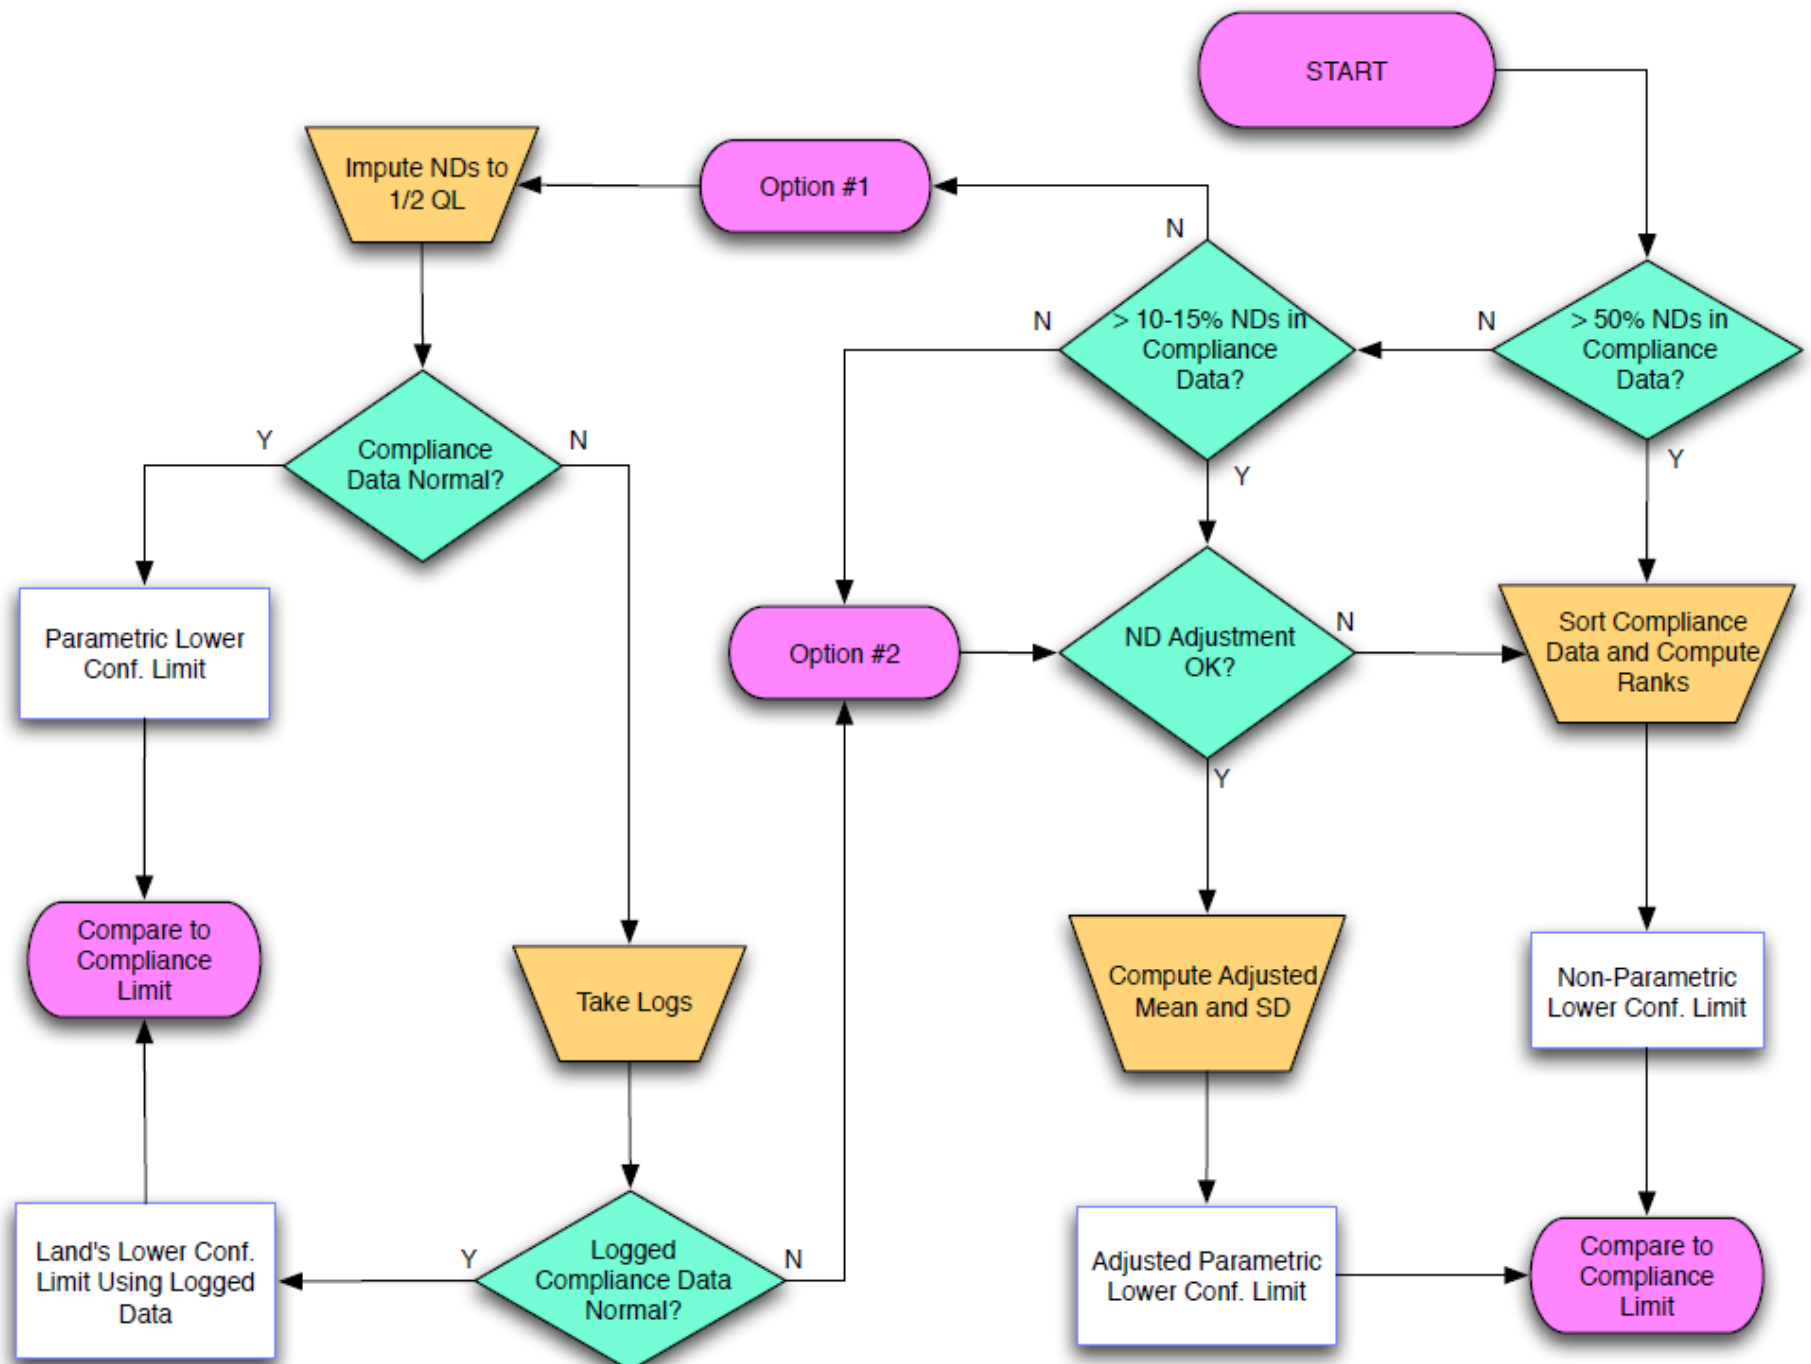 START
Impute NDs to
1/2 QL
Option #1
N
> 10-15% NDs in
Compliance
Data?
N
N
> 50% NDs in
Compliance
Data?
Y
Y
Compliance
Data Normal?
Y
N
Parametric Lower
Conf. Limit
Option #2
ND Adjustment
OK?
N
Y
Sort Compliance
Data and Compute
Ranks
Compare to
Compliance
Limit
Take Logs
Compute Adjusted
Mean and SD
Non-Parametric
Lower Conf. Limit
Land's Lower Conf.
Limit Using Logged
Data
Y
Logged
Compliance Data
Normal?
N
Adjusted Parametric
Lower Conf. Limit
Compare to
Compliance
Limit